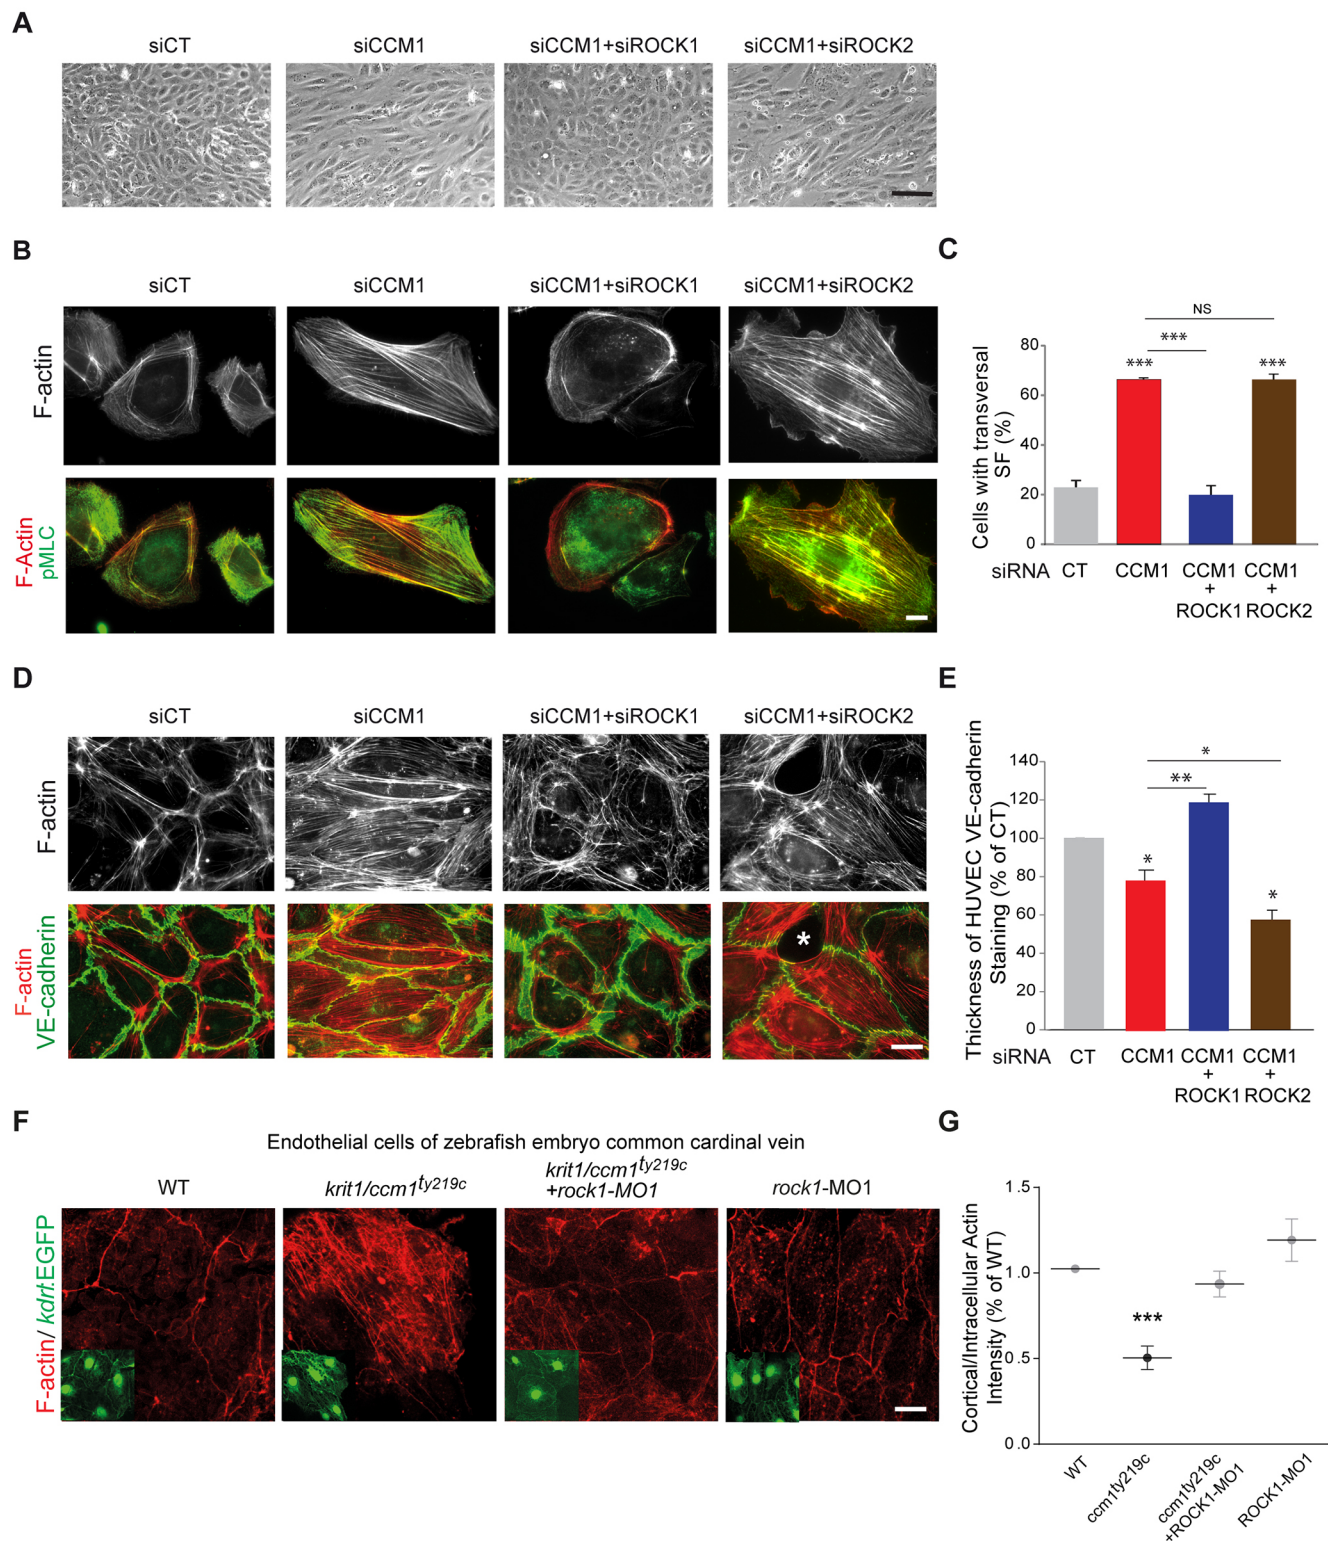 A
siCT
siCCM1
siCCM1+siROCK1
siCCM1+siROCK2
B
siCT
siCCM1
siCCM1+siROCK1
siCCM1+siROCK2
F-actin
F-Actin
pMLC
C
NS
***
***
***
80
60
40
20
0
Cells with transversal
SF (%)
siRNA
CT
CCM1
CCM1
+
ROCK1
CCM1
+
ROCK2
D
siCT
siCCM1
siCCM1+siROCK1
siCCM1+siROCK2
F-actin
F-actin
VE-cadherin
*
E
*
**
*
*
140
120
100
80
60
40
20
0
Thickness of HUVEC VE-cadherin
Staining (% of CT)
siRNA
CT
CCM1
CCM1
+
ROCK1
CCM1
+
ROCK2
F
Endothelial cells of zebrafish embryo common cardinal vein
WT
krit1/ccm1ty219c
krit1/ccm1ty219c
+rock1-MO1
rock1-MO1
F-actin/ kdrl:EGFP
G
1.5
1.0
0.5
0.0
***
Cortical/Intracellular Actin
Intensity (% of WT)
WT
ccm1ty219c
ccm1ty219c
+ROCK1-MO1
ROCK1-MO1